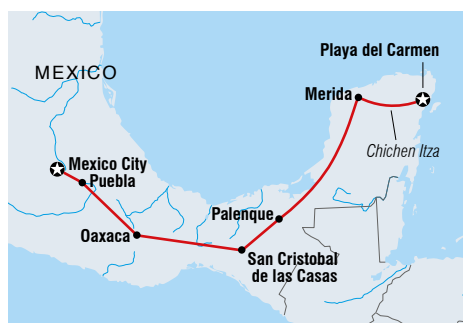 Playa del Carmen
MEXICO
Merida
Chichen Itza
Mexico City
Puebla
Palenque
Oaxaca
San Cristobal
de las Casas